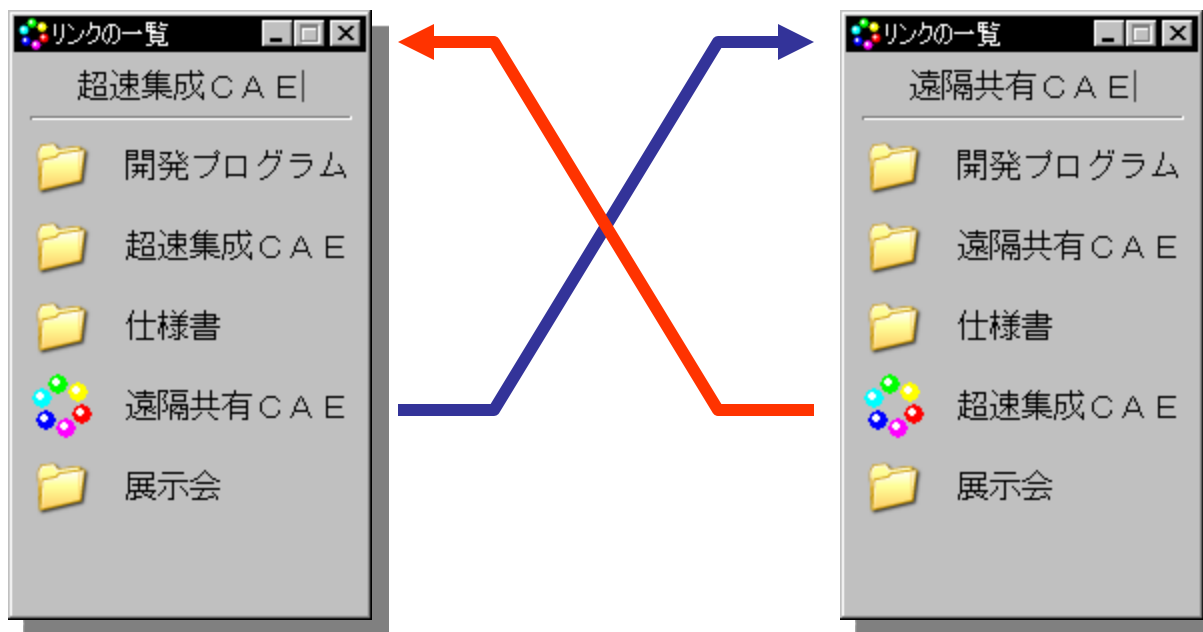 リンクの一覧
超速集成ＣＡＥ
開発プログラム
超速集成ＣＡＥ
仕様書
遠隔共有ＣＡＥ
展示会
リンクの一覧
遠隔共有ＣＡＥ
開発プログラム
遠隔共有ＣＡＥ
仕様書
超速集成ＣＡＥ
展示会